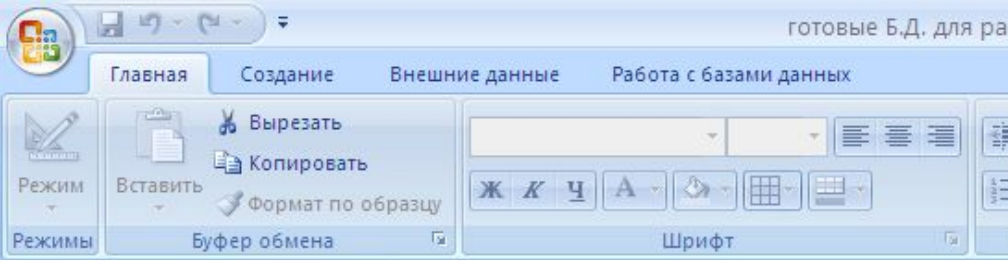 готовые Б.Д. для ра
Главная Создание Внешние данные Работа с базами данных
Вырезать
Копировать
Режим Вставить Формат по образцу
Ж К Ч А
Режимы Буфер обмена Шрифт